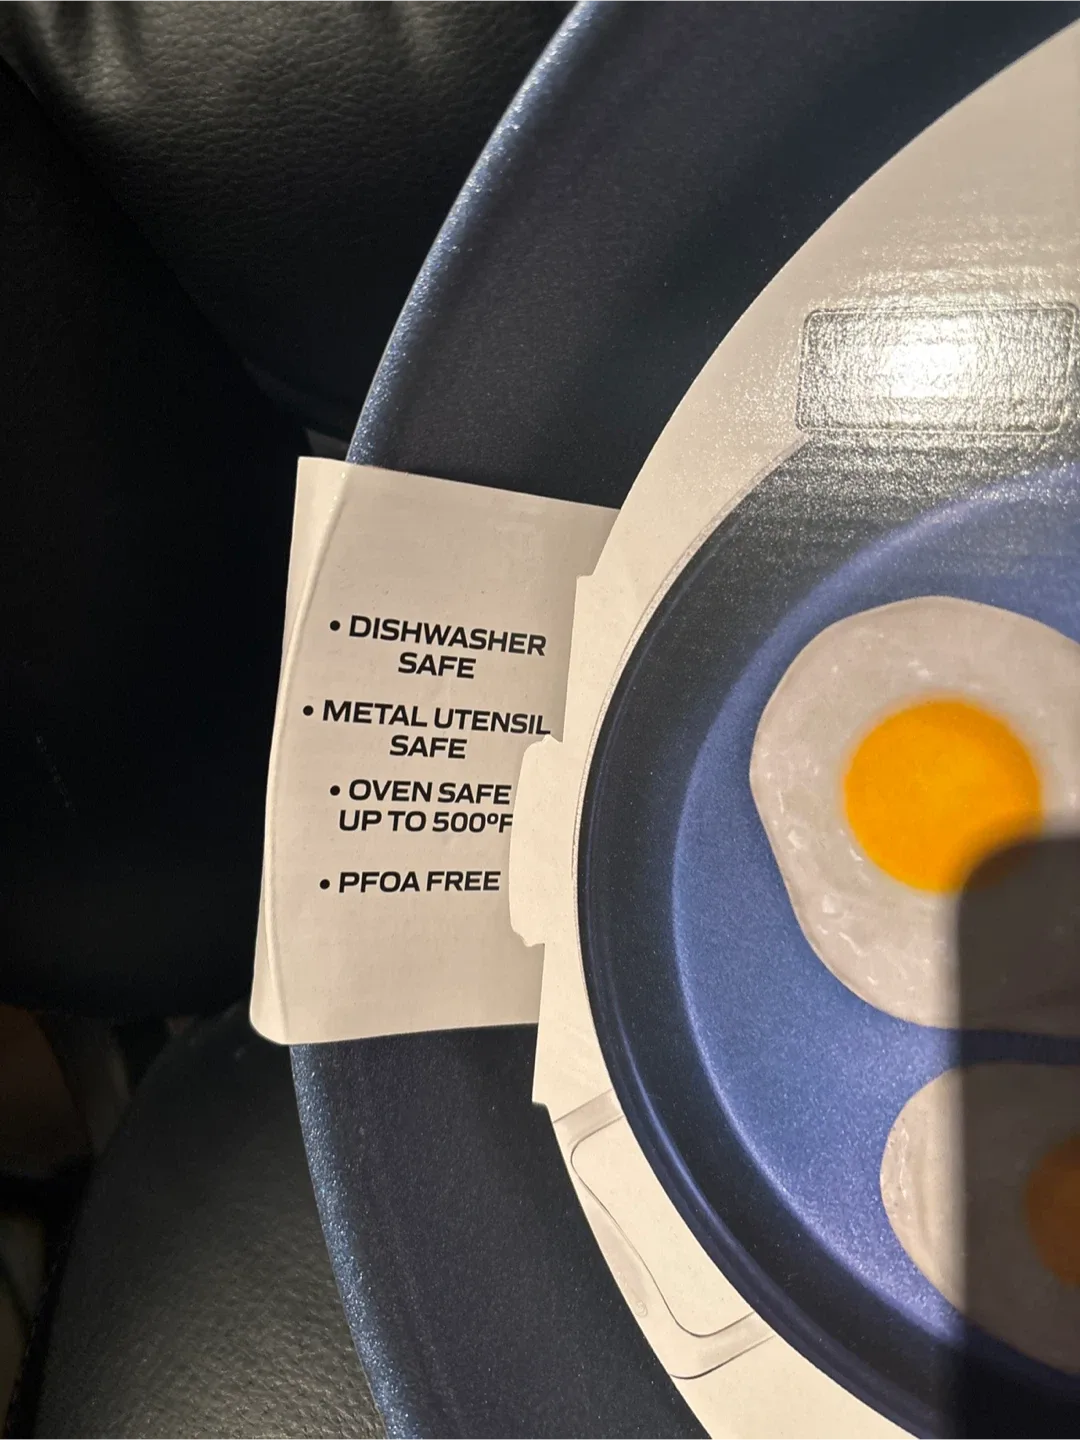 • DISHWASHER
SAFE
• METAL UTENSIL
SAFE
• OVEN SAFE
UP TO 500ºF
• PFOA FREE